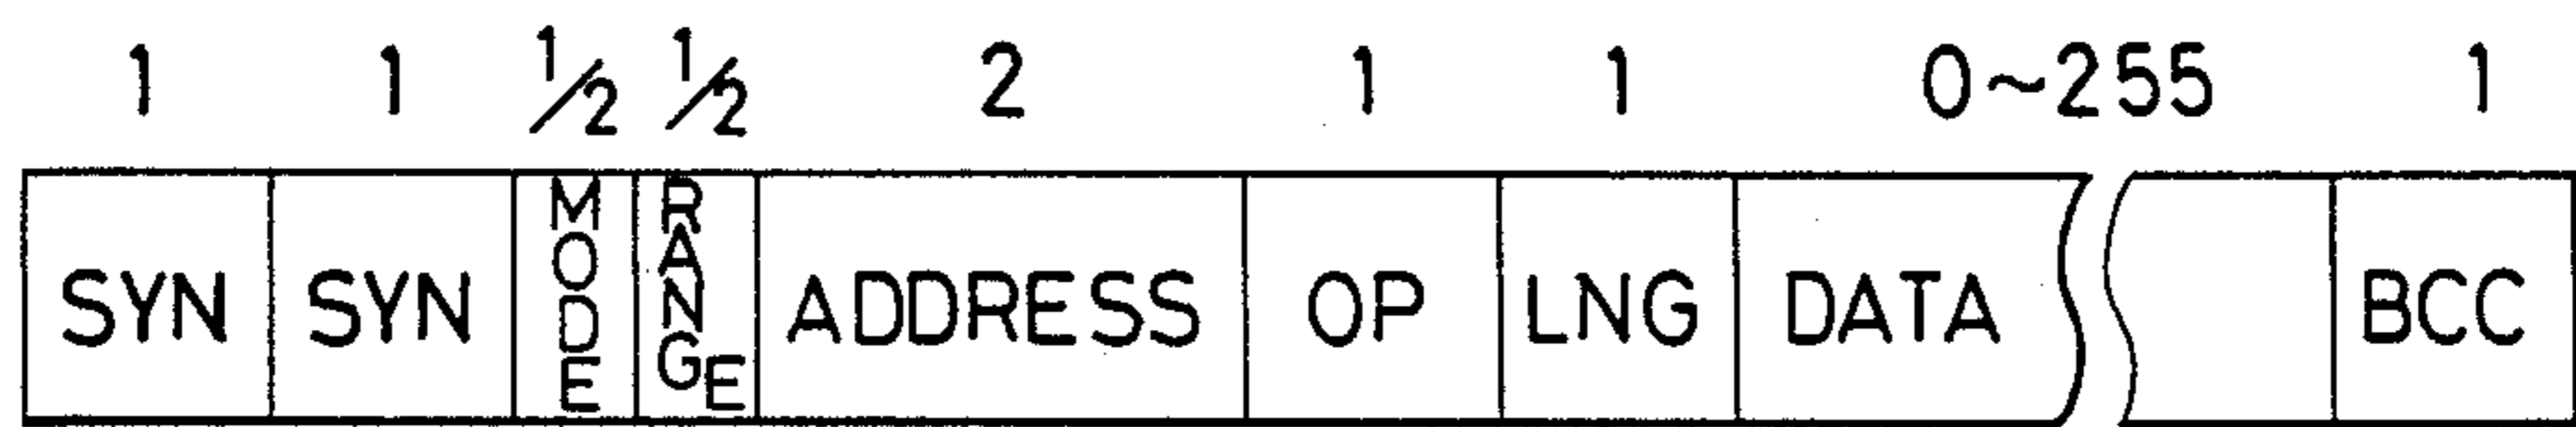 1 1 1/2 1/2 2 1 1 0~255 1
SYN SYN MODE RANGE ADDRESS OP LNG DATA BCC